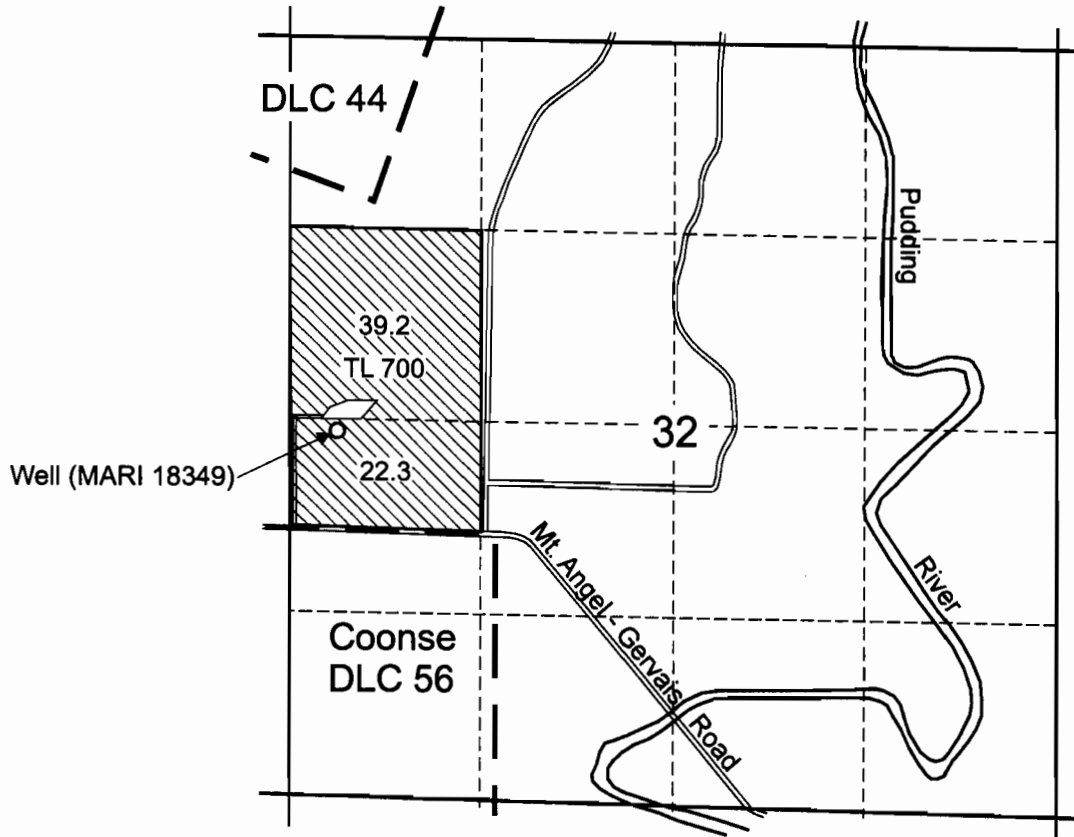 DLC 44
Pudding
39.2
TL 700
32
Well (MARI 18349)
22.3
Mt. Angel - Gervais Road
River
Coonse
DLC 56